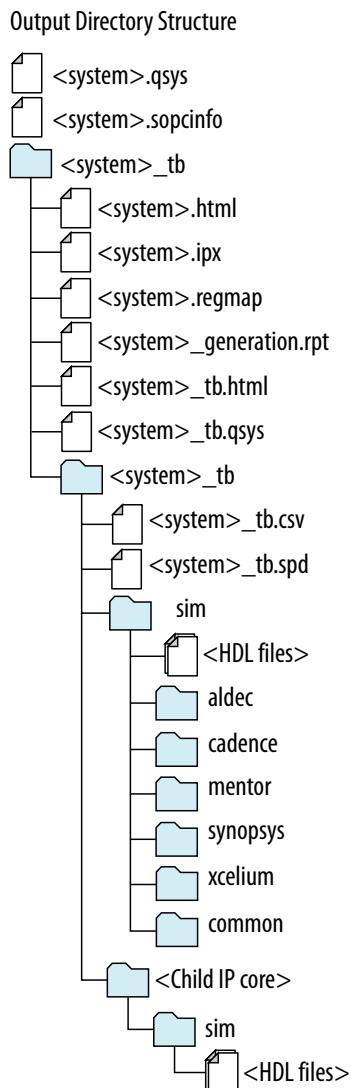 Output Directory Structure
<system>.qsys
<system>.sopcinfo
<system>_tb
<system>.html
<system>.ipx
<system>.regmap
<system>_generation.rpt
<system>_tb.html
<system>_tb.qsys
<system>_tb
<system>_tb.csv
<system>_tb.spd
sim
<HDL files>
aldec
cadence
mentor
synopsys
xcelium
common
<Child IP core>
sim
<HDL files>